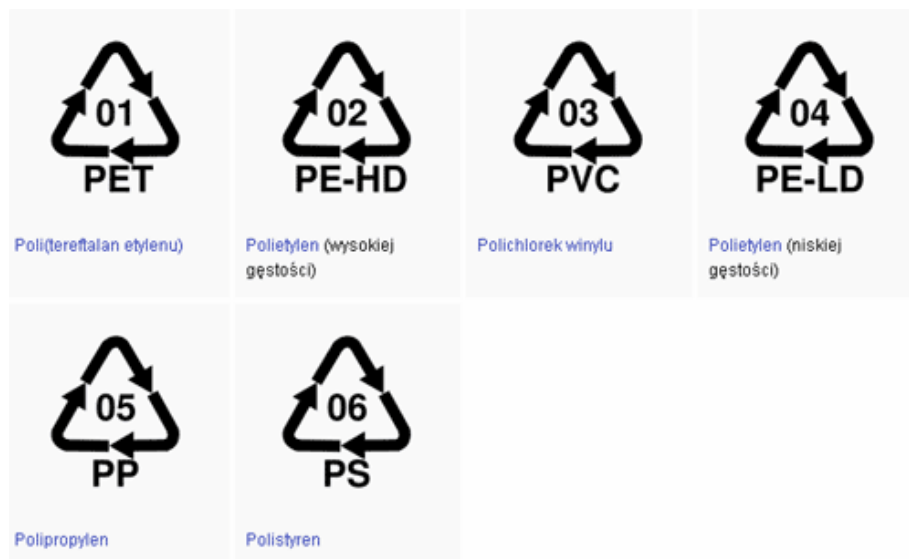 01
PET
Poli(tereftalan etylenu)
02
PE-HD
Polietylen (wysokiej
gęstości)
03
PVC
Polichlorek winylu
04
PE-LD
Polietylen (niskiej
gęstości)
05
PP
Polipropylen
06
PS
Polistyren